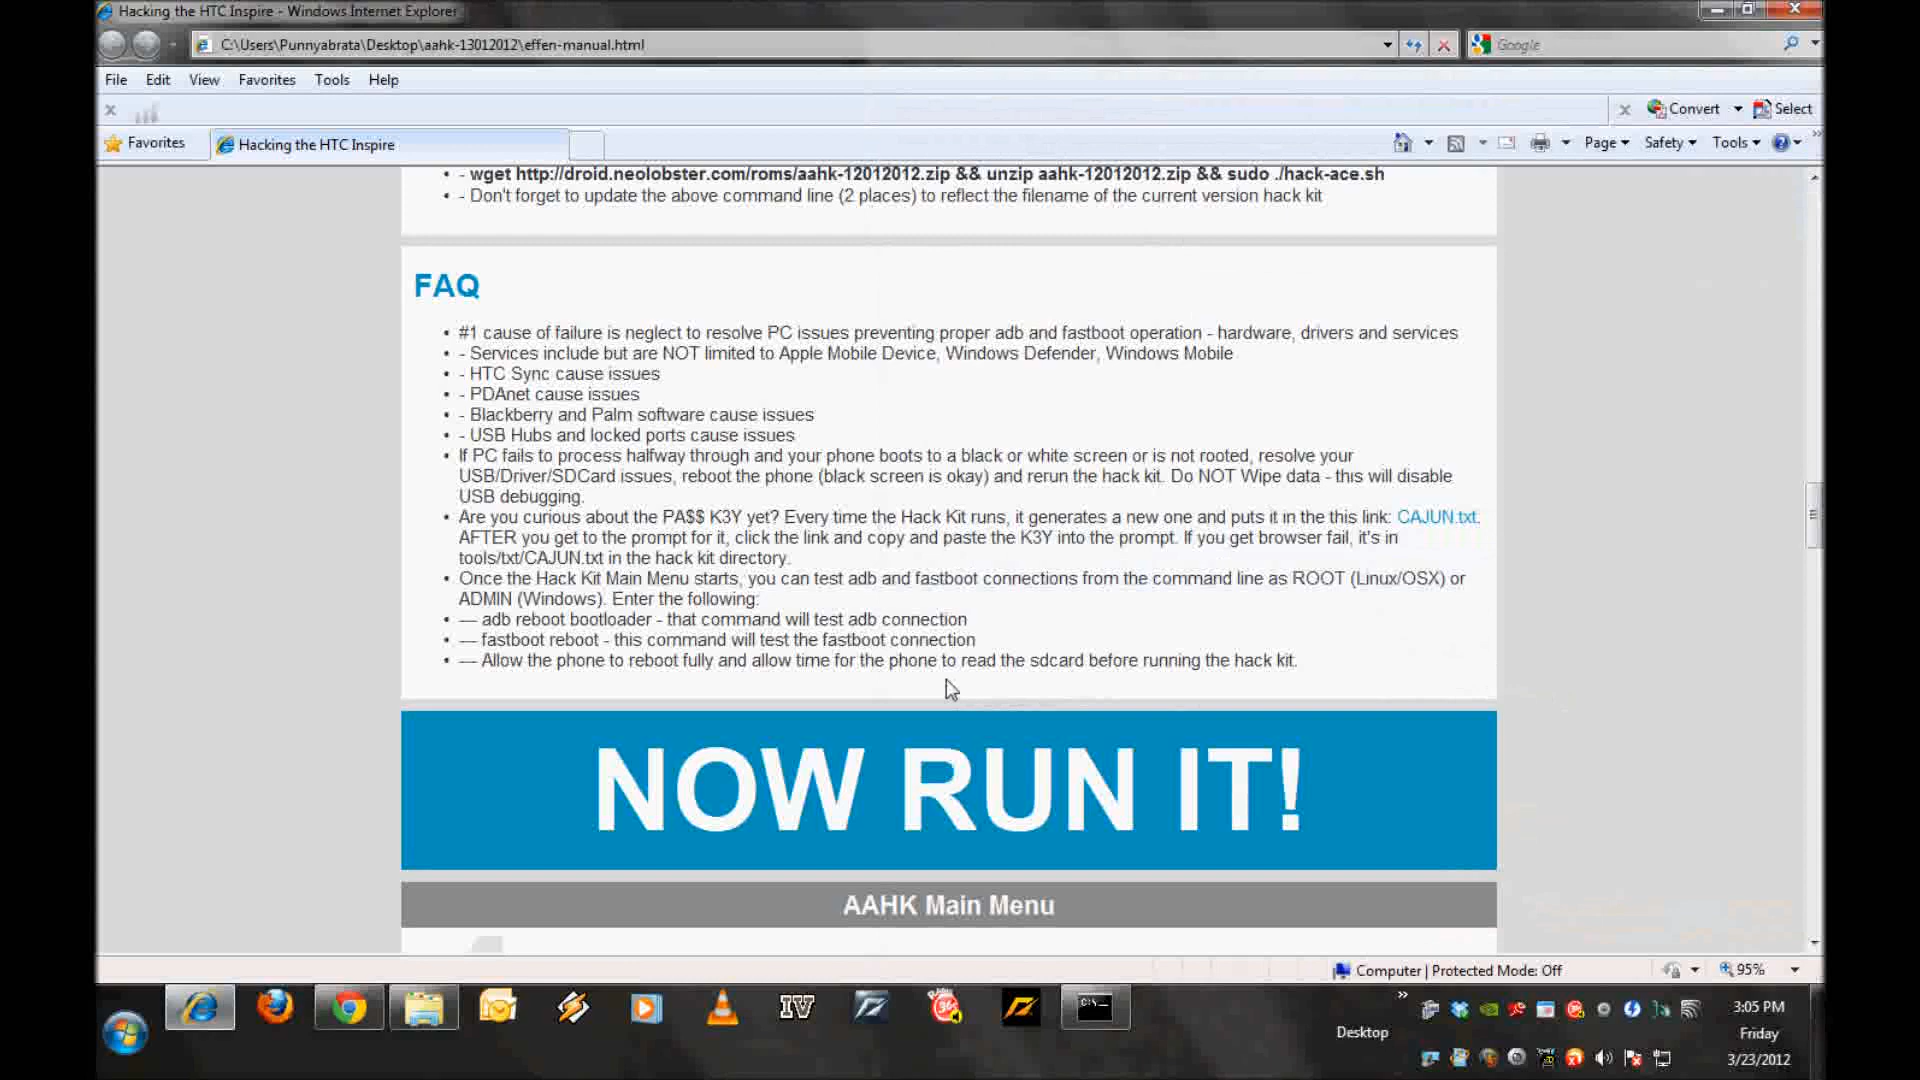 Hacking the HTC Inspire - Windows Internet Explorer
C:\Users\Punnyabrata\Desktop\aahk-13012012\effen-manual.html
Google
File Edit View Favorites Tools Help
Convert Select
Favorites Hacking the HTC Inspire Page Safety Tools
• - wget http://droid.neolobster.com/roms/aahk-12012012.zip && unzip aahk-12012012.zip && sudo ./hack-ace.sh
• - Don't forget to update the above command line (2 places) to reflect the filename of the current version hack kit
FAQ
• #1 cause of failure is neglect to resolve PC issues preventing proper adb and fastboot operation - hardware, drivers and services
• - Services include but are NOT limited to Apple Mobile Device, Windows Defender, Windows Mobile
• - HTC Sync cause issues
• - PDAnet cause issues
• - Blackberry and Palm software cause issues
• - USB Hubs and locked ports cause issues
• If PC fails to process halfway through and your phone boots to a black or white screen or is not rooted, resolve your
USB/Driver/SDCard issues, reboot the phone (black screen is okay) and rerun the hack kit. Do NOT Wipe data - this will disable
USB debugging.
• Are you curious about the PA$$ K3Y yet? Every time the Hack Kit runs, it generates a new one and puts it in the this link: CAJUN.txt.
AFTER you get to the prompt for it, click the link and copy and paste the K3Y into the prompt. If you get browser fail, it's in
tools/txt/CAJUN.txt in the hack kit directory.
• Once the Hack Kit Main Menu starts, you can test adb and fastboot connections from the command line as ROOT (Linux/OSX) or
ADMIN (Windows). Enter the following:
• — adb reboot bootloader - that command will test adb connection
• — fastboot reboot - this command will test the fastboot connection
• — Allow the phone to reboot fully and allow time for the phone to read the sdcard before running the hack kit.
NOW RUN IT!
AAHK Main Menu
Computer | Protected Mode: Off
95%
IV
Desktop
3:05 PM
Friday
3/23/2012